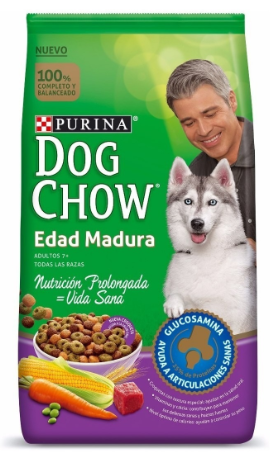 NUEVO
100%
COMPLETO Y
BALANCEADO
PURINA®
DOG
CHOW®
Edad Madura
ADULTOS 7+
TODAS LAS RAZAS
Nutrición Prolongada
= Vida Sana
GLUCOSAMINA
AYUDA A ARTICULACIONES SANAS